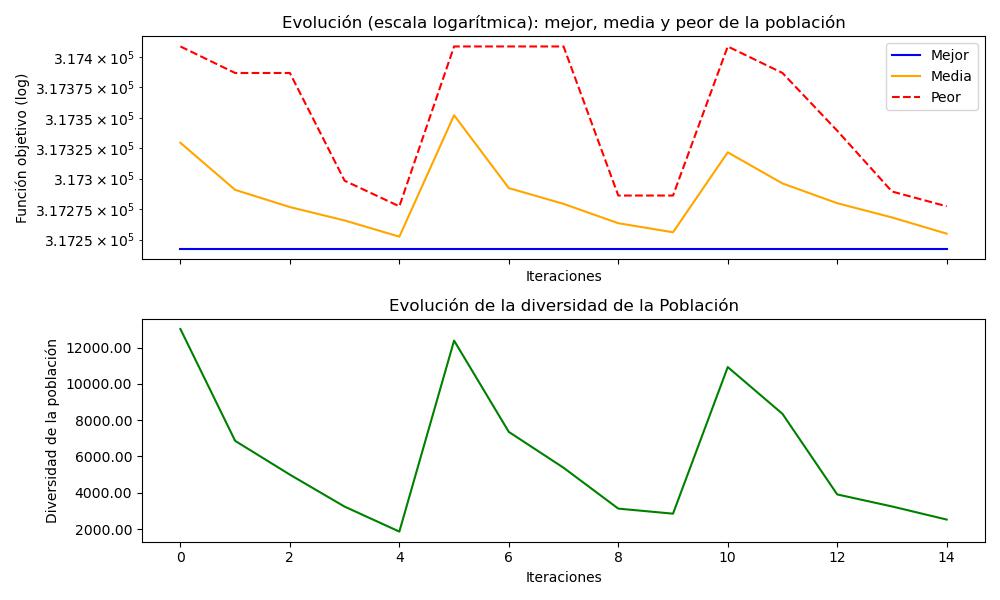 Evolución (escala logarítmica): mejor, media y peor de la población
Función objetivo (log)
3.174 × 10⁵
3.17375 × 10⁵
3.1735 × 10⁵
3.17325 × 10⁵
3.173 × 10⁵
3.17275 × 10⁵
3.1725 × 10⁵
Mejor
Media
Peor
Iteraciones
Evolución de la diversidad de la Población
Diversidad de la población
12000.00
10000.00
8000.00
6000.00
4000.00
2000.00
0 2 4 6 8 10 12 14
Iteraciones